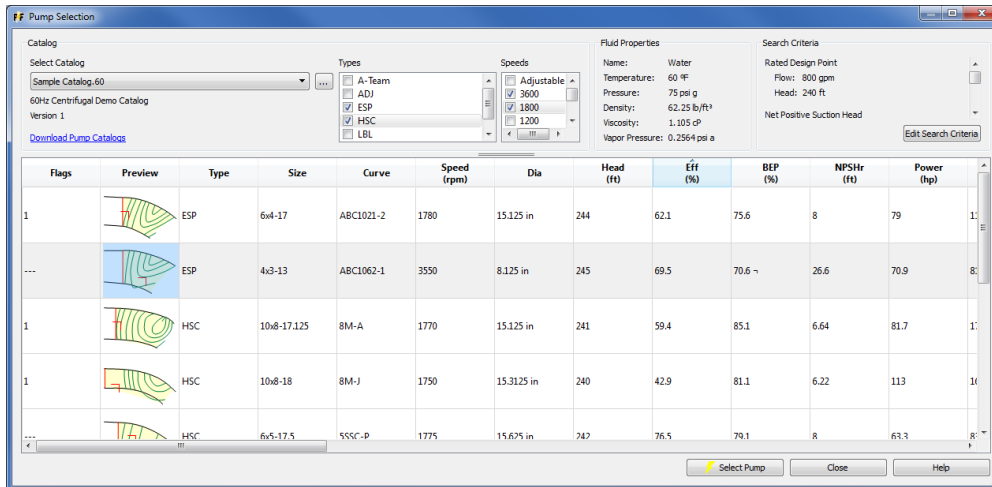 Pump Selection
Catalog
Select Catalog
Sample Catalog.60
...
60Hz Centrifugal Demo Catalog
Version 1
Download Pump Catalogs
Types
A-Team
ADJ
ESP
HSC
LBL
Speeds
Adjustable
3600
1800
1200
Fluid Properties
Name: Water
Temperature: 60 ºF
Pressure: 75 psi g
Density: 62.25 lb/ft³
Viscosity: 1.105 cP
Vapor Pressure: 0.2564 psi a
Search Criteria
Rated Design Point
Flow: 800 gpm
Head: 240 ft
Net Positive Suction Head
Edit Search Criteria
Flags Preview Type Size Curve Speed (rpm) Dia Head (ft) Eff (%) BEP (%) NPSHr (ft) Power (hp)
1 ESP 6x4-17 ABC1021-2 1780 15.125 in 244 62.1 75.6 8 79
--- ESP 4x3-13 ABC1062-1 3550 8.125 in 245 69.5 70.6 ¬ 26.6 70.9
1 HSC 10x8-17.125 8M-A 1770 15.125 in 241 59.4 85.1 6.64 81.7
1 HSC 10x8-18 8M-J 1750 15.3125 in 240 42.9 81.1 6.22 113
--- HSC 6x5-17.5 5SSC-P 1775 15.625 in 242 76.5 79.1 8 63.3
Select Pump
Close
Help